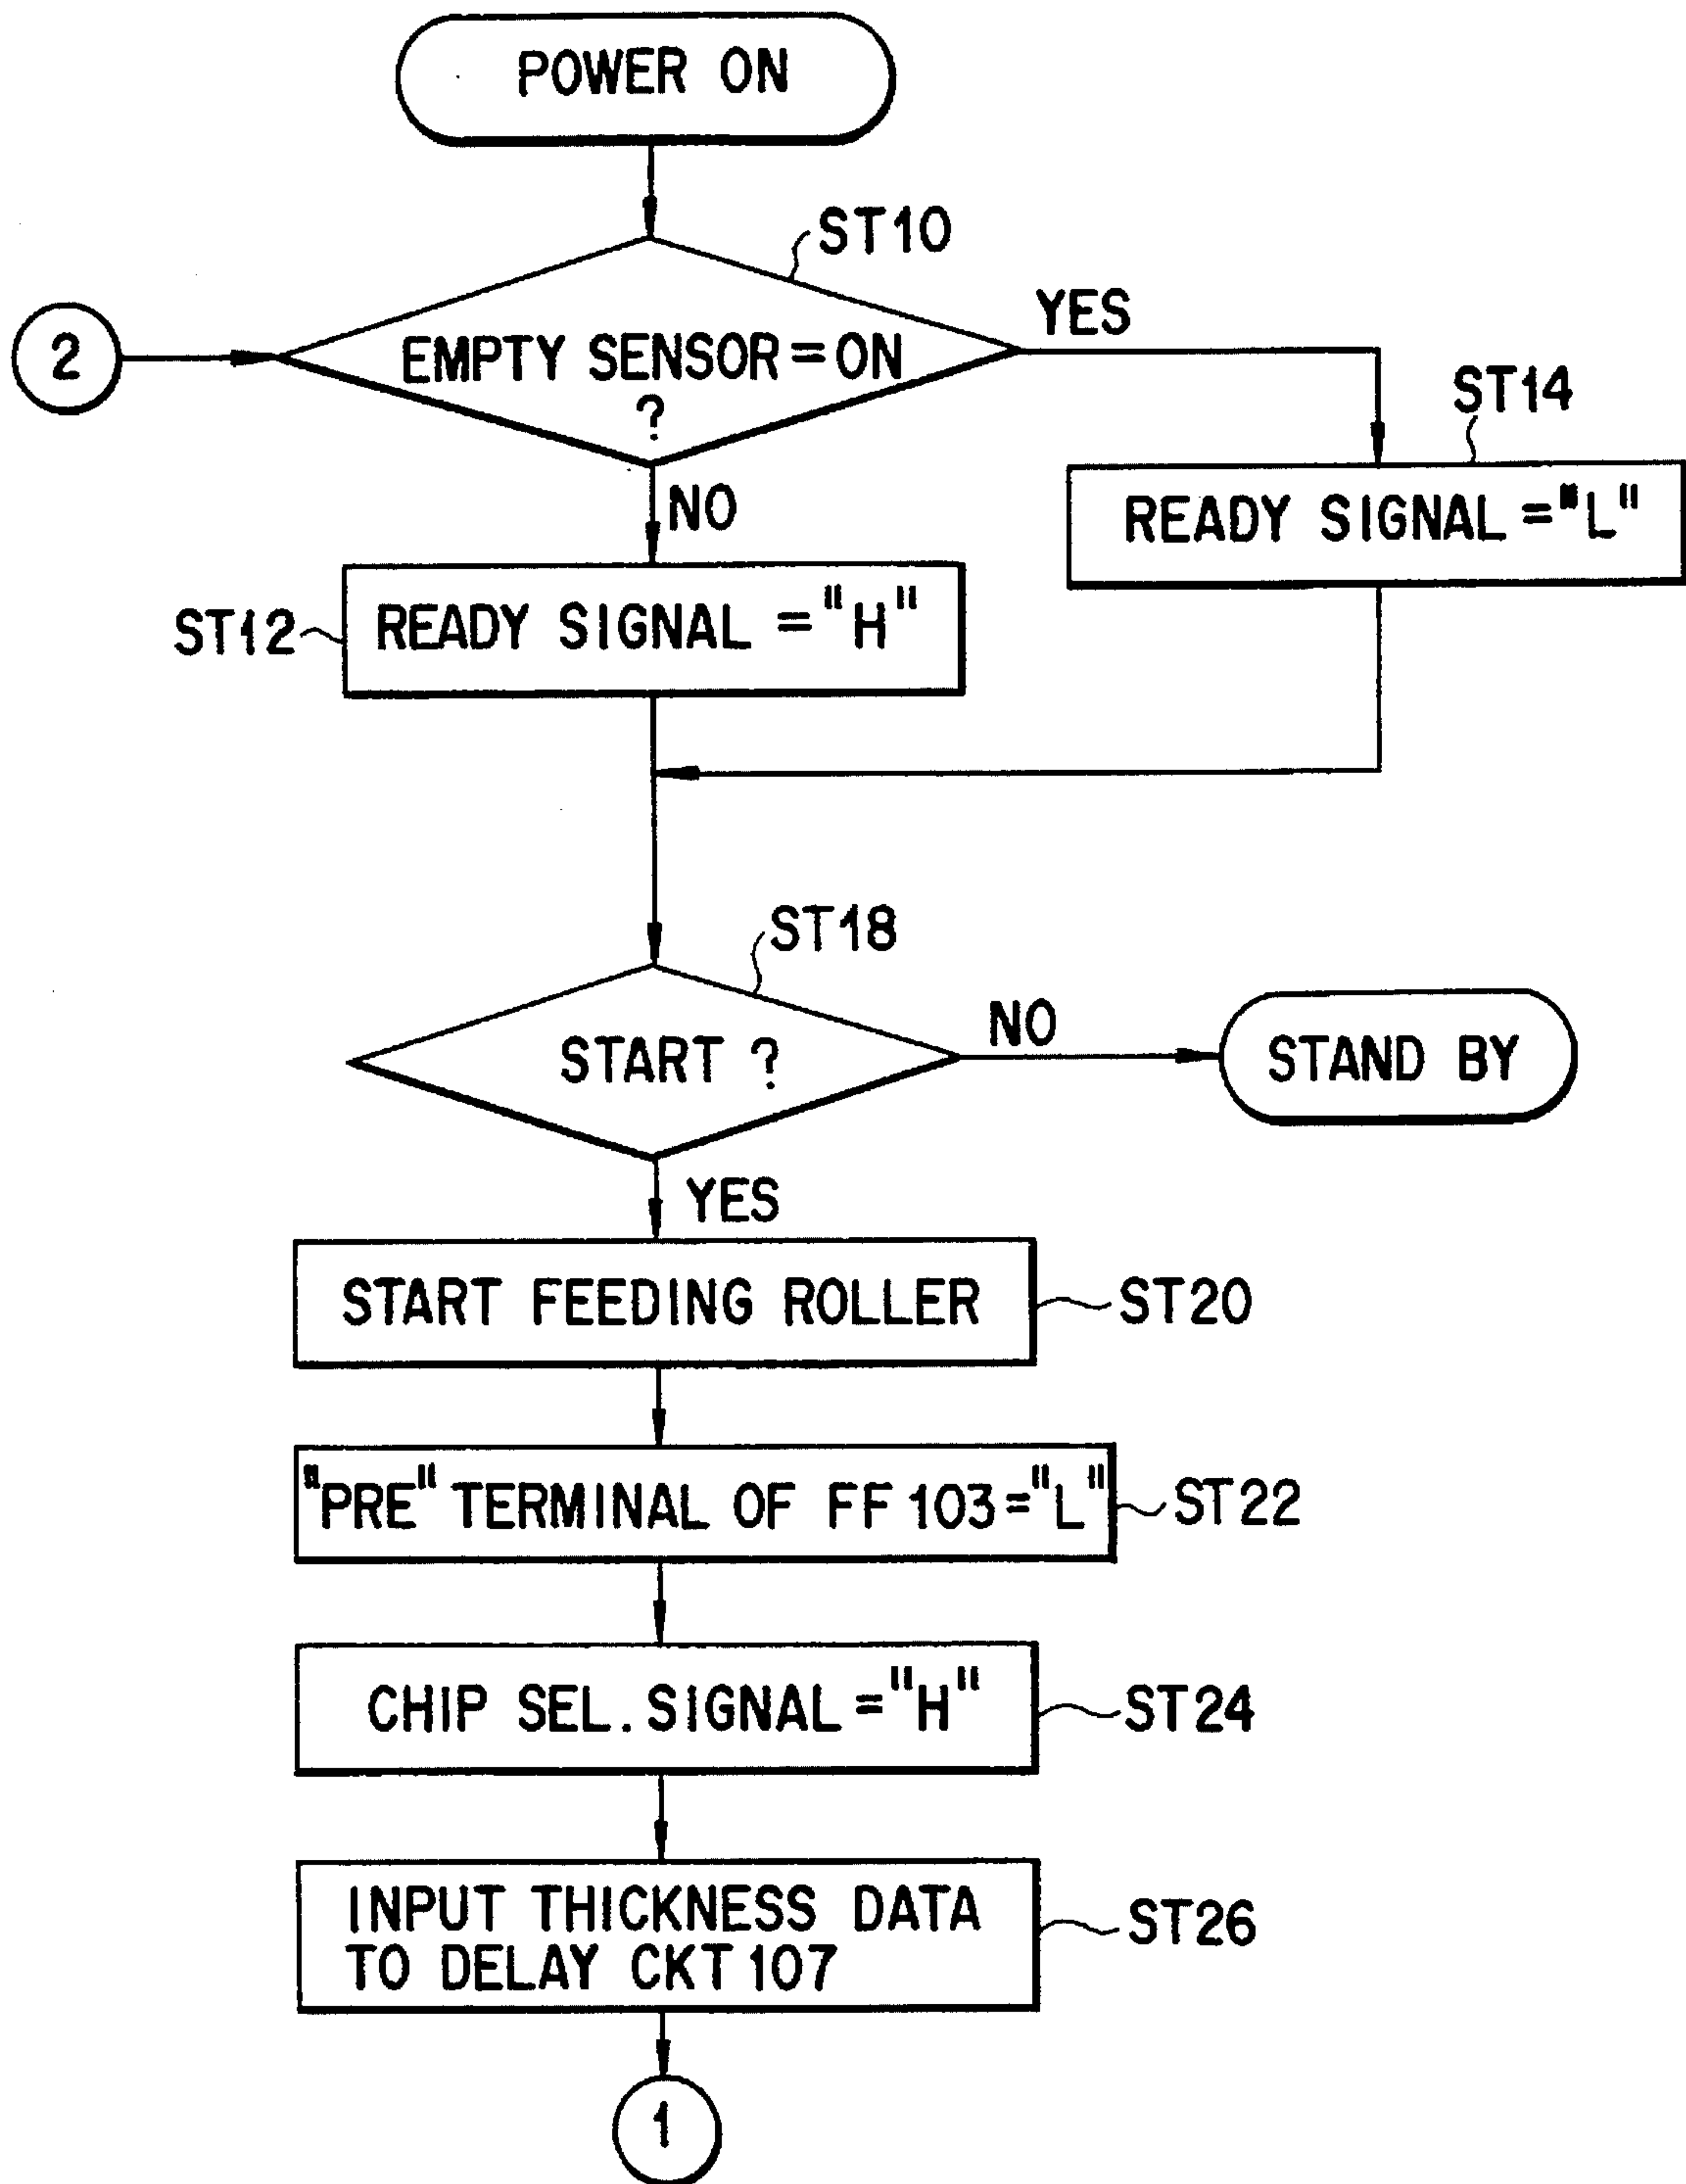 POWER ON
ST10
2
EMPTY SENSOR=ON
?
YES
ST14
NO
READY SIGNAL="L"
ST12
READY SIGNAL="H"
ST18
START ?
NO
STAND BY
YES
START FEEDING ROLLER
ST20
"PRE" TERMINAL OF FF 103="L"
ST22
CHIP SEL. SIGNAL="H"
ST24
INPUT THICKNESS DATA
TO DELAY CKT 107
ST26
1